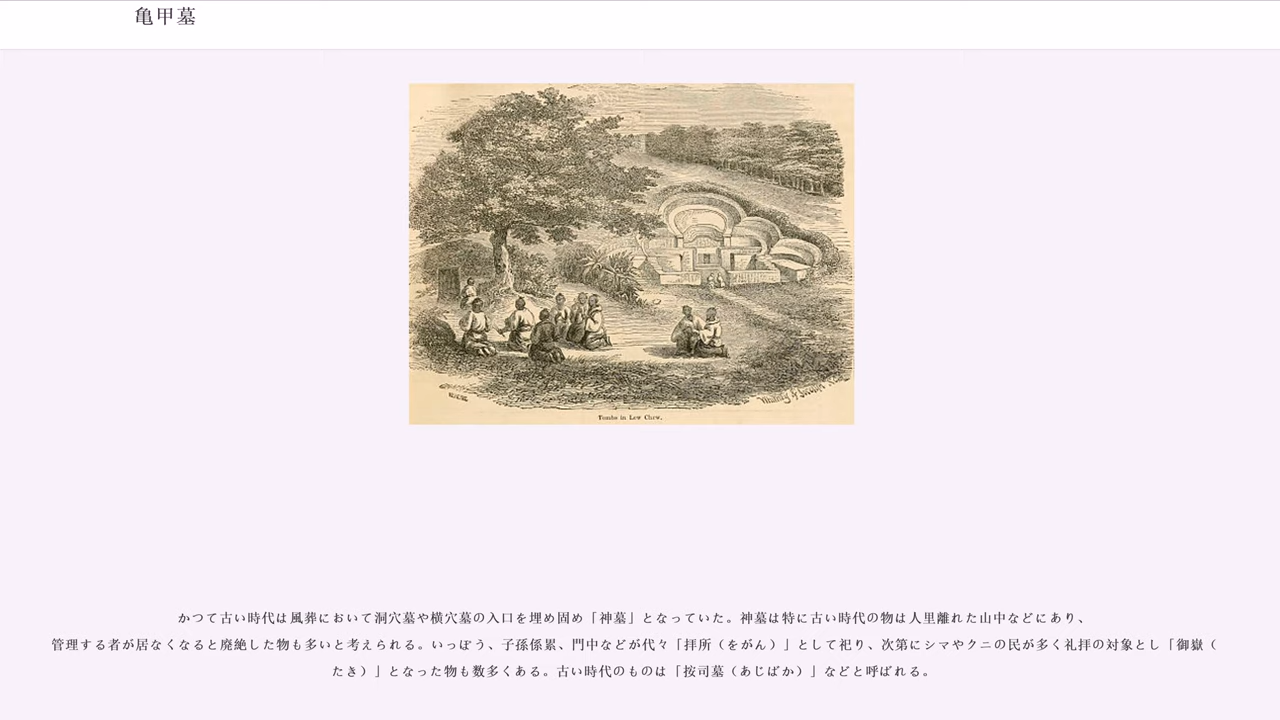 亀甲墓
Tombs in Lew Chew.
かつて古い時代は風葬において洞穴墓や横穴墓の入口を埋め固め「神墓」となっていた。神墓は特に古い時代の物は人里離れた山中などにあり、
管理する者が居なくなると廃絶した物も多いと考えられる。いっぽう、子孫係累、門中などが代々「拝所（をがん）」として祀り、次第にシマやクニの民が多く礼拝の対象とし「御嶽（
たき）」となった物も数多くある。古い時代のものは「按司墓（あじばか）」などと呼ばれる。